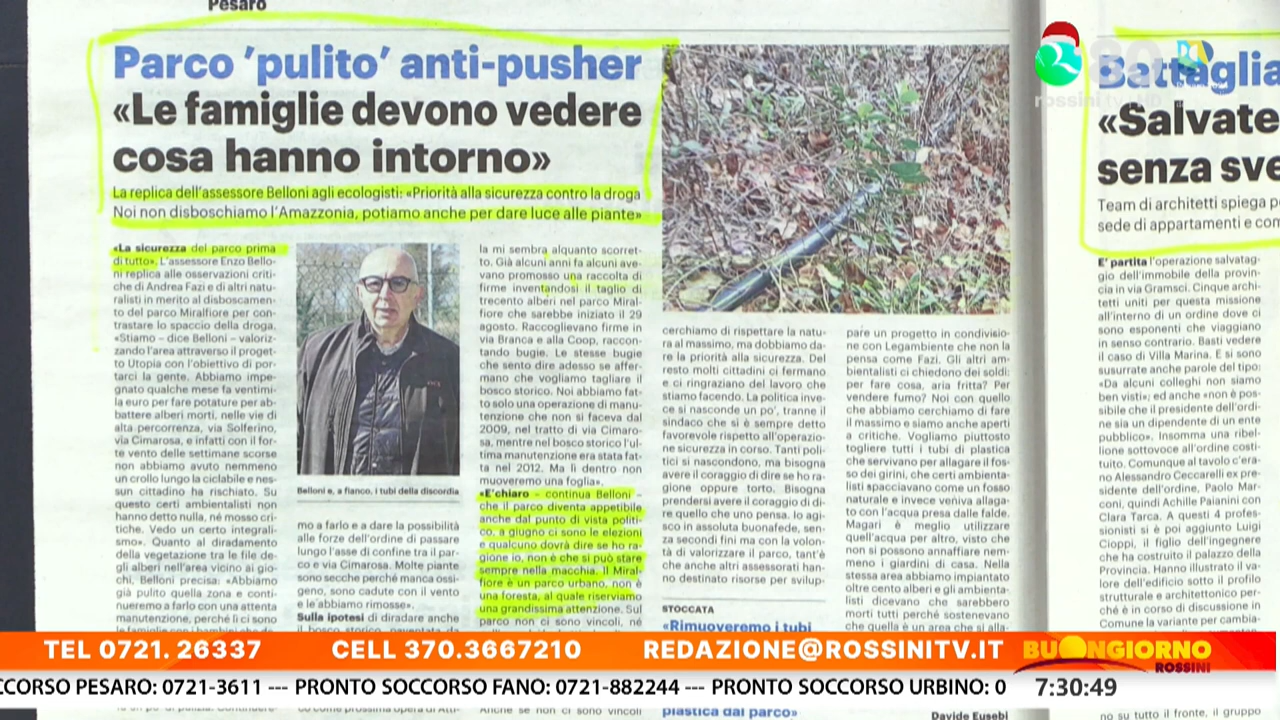 Pesaro
Parco 'pulito' anti-pusher
«Le famiglie devono vedere
cosa hanno intorno»
La replica dell'assessore Belloni agli ecologisti: «Priorità alla sicurezza contro la droga
Noi non disboschiamo l'Amazzonia, potiamo anche per dare luce alle piante»
«La sicurezza del parco prima
di tutto». L'assessore Enzo Bello-
ni replica alle osservazioni criti-
che di Andrea Fazi e di altri natu-
ralisti in merito al disboscamen-
to del parco Miralfiore per con-
trastare lo spaccio della droga.
«Stiamo – dice Belloni – valoriz-
zando l'area attraverso il proget-
to Utopia con l'obiettivo di por-
tarci la gente. Abbiamo impe-
gnato qualche mese fa ventimi-
la euro per fare potature per ab-
battere alberi morti, nelle vie di
alta percorrenza, via Solferino,
via Cimarosa, e infatti con il for-
te vento delle settimane scorse
non abbiamo avuto nemmeno
un crollo lungo la ciclabile e nes-
sun cittadino ha rischiato. Su
questo certi ambientalisti non
hanno detto nulla, né mosso cri-
tiche. Vedo un certo integrali-
smo». Quanto al diradamento
della vegetazione tra le file de-
gli alberi nell'area vicino ai gio-
chi, Belloni precisa: «Abbiamo
già pulito quella zona e conti-
nueremo a farlo con una attenta
manutenzione, perché lì ci sono
Belloni e, a fianco, i tubi della discordia
mo a farlo e a dare la possibilità
alle forze dell'ordine di passare
lungo l'asse di confine tra il par-
co e via Cimarosa. Molte piante
sono secche perché manca ossi-
geno, sono cadute con il vento
e le abbiamo rimosse».
Sulla ipotesi di diradare anche
la mi sembra alquanto scorret-
to. Già alcuni anni fa alcuni ave-
vano promosso una raccolta di
firme inventandosi il taglio di
trecento alberi nel parco Miral-
fiore che sarebbe iniziato il 29
agosto. Raccoglievano firme in
via Branca e alla Coop, raccon-
tando bugie. Le stesse bugie
che sento dire adesso se affer-
mano che vogliamo tagliare il
bosco storico. Noi abbiamo fat-
to solo una operazione di manu-
tenzione che non si faceva dal
2009, nel tratto di via Cimaro-
sa, mentre nel bosco storico l'ul-
tima manutenzione era stata fat-
ta nel 2012. Ma lì dentro non
muoveremo una foglia».
«E' chiaro – continua Belloni –
che il parco diventa appetibile
anche dal punto di vista politi-
co, a giugno ci sono le elezioni
e qualcuno dovrà dire se ho ra-
gione io, non è che si può stare
sempre nella macchia. Il Miral-
fiore è un parco urbano, non è
una foresta, al quale riserviamo
una grandissima attenzione. Sul
parco non ci sono vincoli, né
cerchiamo di rispettare la natu-
ra al massimo, ma dobbiamo da-
re la priorità alla sicurezza. Del
resto molti cittadini ci fermano
e ci ringraziano del lavoro che
stiamo facendo. La politica inve-
ce si nasconde un po', tranne il
sindaco che si è sempre detto
favorevole rispetto all'operazio-
ne sicurezza in corso. Tanti poli-
tici si nascondono, ma bisogna
avere il coraggio di dire se ho ra-
gione oppure torto. Bisogna
prendersi avere il coraggio di di-
re quello che uno pensa. Io agi-
sco in assoluta buonafede, sen-
za secondi fini ma con la volon-
tà di valorizzare il parco, tant'è
che anche altri assessorati han-
no destinato risorse per svilup-
STOCCATA
«Rimuoveremo i tubi
plastica dal parco»
pare un progetto in condivisio-
ne con Legambiente che non la
pensa come Fazi. Gli altri am-
bientalisti ci chiedono dei soldi:
per fare cosa, aria fritta? Per
vendere fumo? Noi con quello
che abbiamo cerchiamo di fare
il massimo e siamo anche aperti
a critiche. Vogliamo piuttosto
togliere tutti i tubi di plastica
che servivano per allagare il fos-
so dei girini, che certi ambienta-
listi spacciavano come un fosso
naturale e invece veniva allaga-
to con l'acqua presa dalle falde.
Magari è meglio utilizzare
quell'acqua per altro, visto che
non si possono annaffiare nem-
meno i giardini di casa. Nella
stessa area abbiamo impiantato
oltre cento alberi e gli ambienta-
listi dicevano che sarebbero
morti tutti perché sostenevano
che quella è un area che si alla-
Davide Eusebi
Battaglia
«Salvate
senza sve
Team di architetti spiega p
sede di appartamenti e con
E' partita l'operazione salvatag-
gio dell'immobile della provin-
cia in via Gramsci. Cinque archi-
tetti uniti per questa missione
all'interno di un ordine dove ci
sono esponenti che viaggiano
in senso contrario. Basti vedere
il caso di Villa Marina. E si sono
susurrate anche parole del tipo:
«Da alcuni colleghi non siamo
ben visti»; ed anche «non è pos-
sibile che il presidente dell'ordi-
ne sia un dipendente di un ente
pubblico». Insomma una ribel-
lione sottovoce all'ordine costi-
tuito. Comunque al tavolo c'era-
no Alessandro Ceccarelli ex pre-
sidente dell'ordine, Paolo Mar-
coni, quindi Achille Paianini con
Clara Tarca. A questi 4 profes-
sionisti si è poi aggiunto Luigi
Cioppi, il figlio dell'ingegner
che ha costruito il palazzo della
Provincia. Hanno illustrato il va-
lore dell'edificio sotto il profilo
strutturale e architettonico per-
ché è in corso di discussione in
Comune la variante per cambia-
no su tutto il fronte, il gruppo
rossini tv HD
80
TEL 0721. 26337 CELL 370.3667210 REDAZIONE@ROSSINITV.IT
BUONGIORNO
ROSSINI
CCORSO PESARO: 0721-3611 --- PRONTO SOCCORSO FANO: 0721-882244 --- PRONTO SOCCORSO URBINO: 0
7:30:49